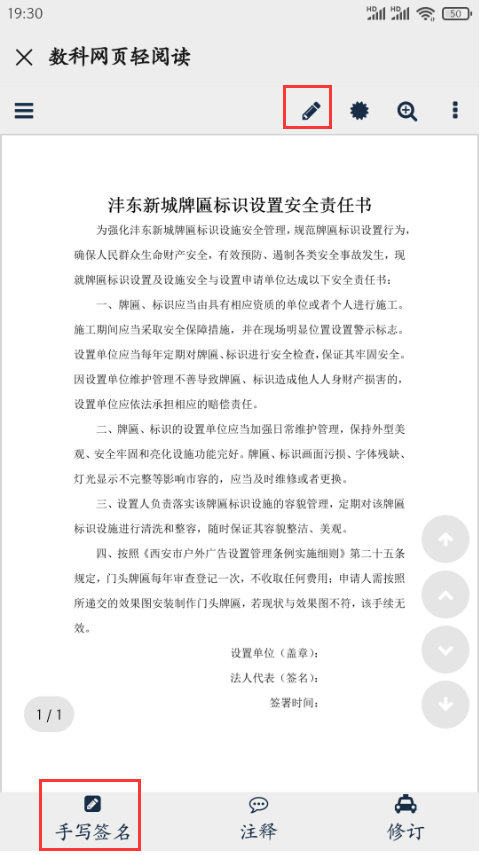 19:30
HD HD 50
数科网页轻阅读
沣东新城牌匾标识设置安全责任书
为强化沣东新城牌匾标识设施安全管理，规范牌匾标识设置行为，
确保人民群众生命财产安全，有效预防、遏制各类安全事故发生，现
就牌匾标识设置及设施安全与设置申请单位达成以下安全责任书：
一、牌匾、标识应当由具有相应资质的单位或者个人进行施工。
施工期间应当采取安全保障措施，并在现场明显位置设置警示标志。
设置单位应当每年定期对牌匾、标识进行安全检查，保证其牢固安全。
因设置单位维护管理不善导致牌匾、标识造成他人人身财产损害的，
设置单位应依法承担相应的赔偿责任。
二、牌匾、标识的设置单位应当加强日常维护管理，保持外型美
观、安全牢固和亮化设施功能完好。牌匾、标识画面污损、字体残缺、
灯光显示不完整等影响市容的，应当及时维修或者更换。
三、设置人负责落实该牌匾标识设施的容貌管理，定期对该牌匾
标识设施进行清洗和整容，随时保证其容貌整洁、美观。
四、按照《西安市户外广告设置管理条例实施细则》第二十五条
规定，门头牌匾每年审查登记一次，不收取任何费用；申请人需按照
所递交的效果图安装制作门头牌匾，若现状与效果图不符，该手续无
效。
设置单位（盖章）：
法人代表（签名）：
签署时间：
1 / 1
手写签名
注释
修订